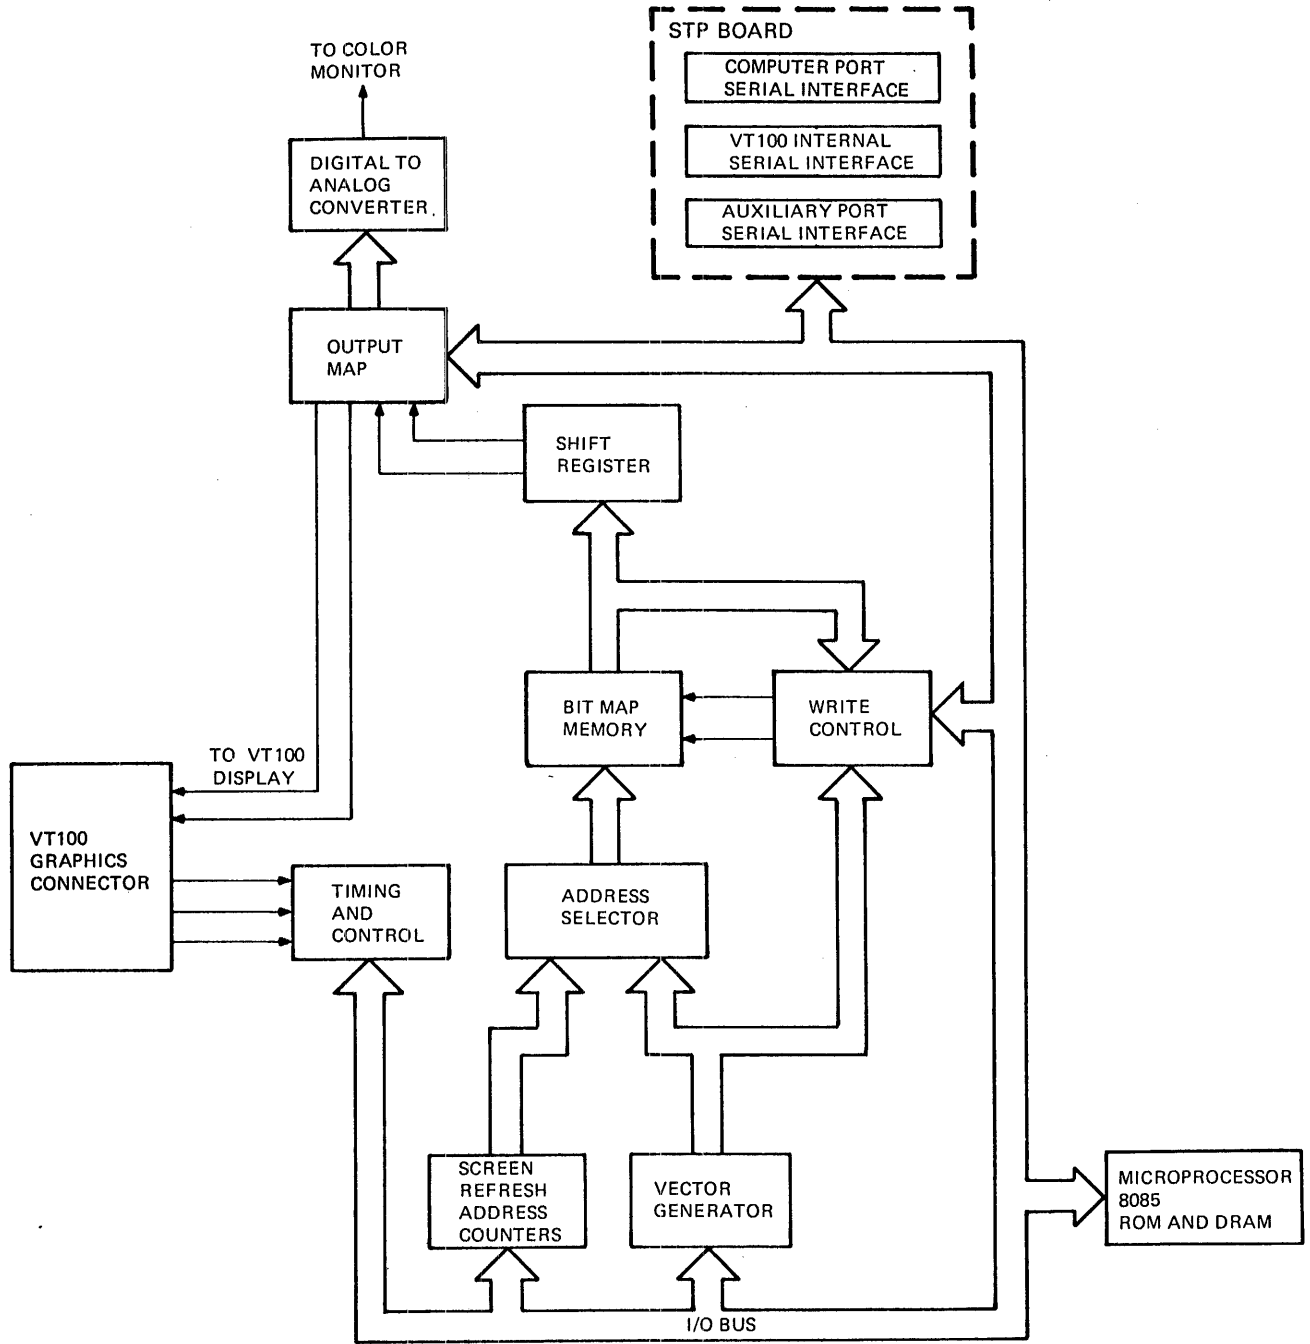 STP BOARD
TO COLOR
MONITOR
COMPUTER PORT
SERIAL INTERFACE
VT100 INTERNAL
SERIAL INTERFACE
DIGITAL TO
ANALOG
CONVERTER
AUXILIARY PORT
SERIAL INTERFACE
OUTPUT
MAP
SHIFT
REGISTER
BIT MAP
MEMORY
WRITE
CONTROL
TO VT100
DISPLAY
VT100
GRAPHICS
CONNECTOR
TIMING
AND
CONTROL
ADDRESS
SELECTOR
SCREEN
REFRESH
ADDRESS
COUNTERS
VECTOR
GENERATOR
MICROPROCESSOR
8085
ROM AND DRAM
I/O BUS